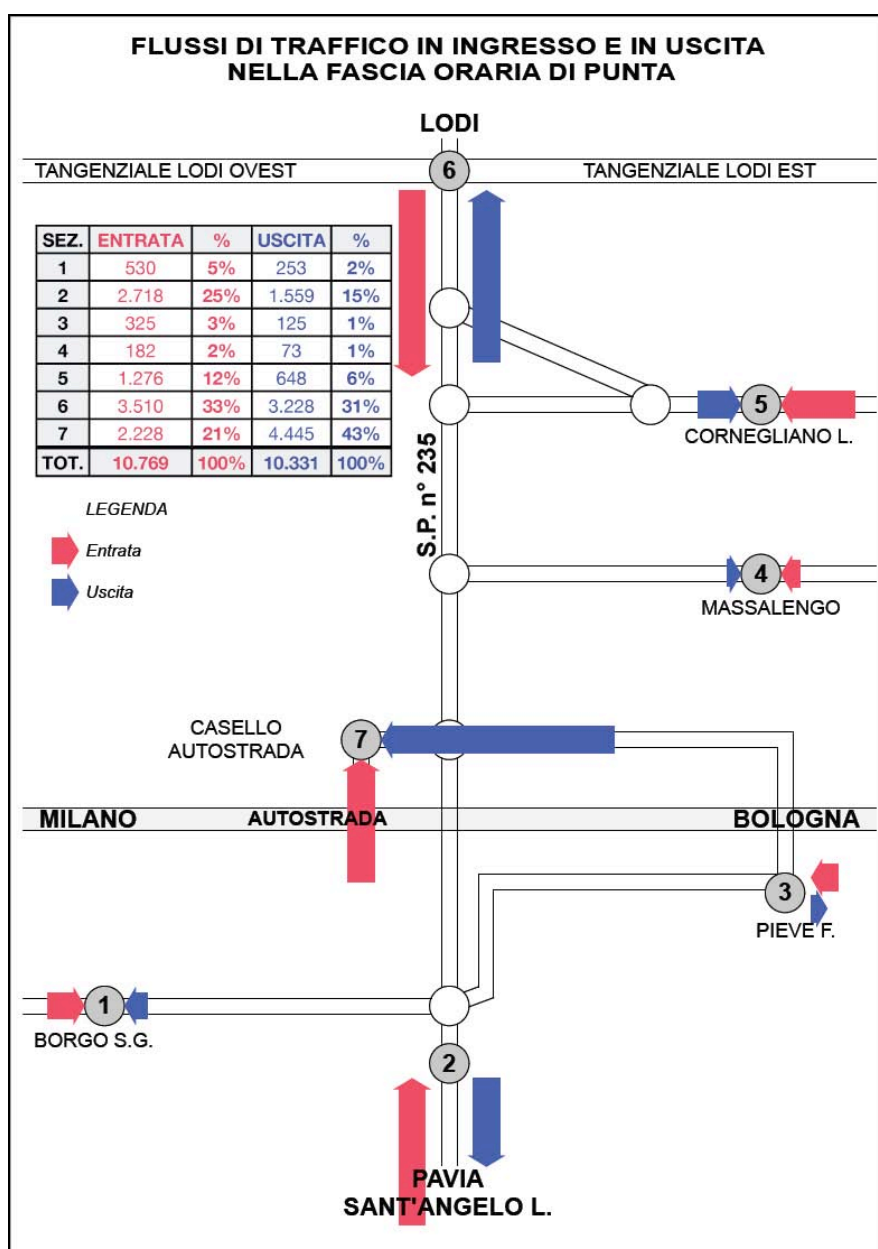 FLUSSI DI TRAFFICO IN INGRESSO E IN USCITA
NELLA FASCIA ORARIA DI PUNTA
LODI
6
TANGENZIALE LODI OVEST
TANGENZIALE LODI EST
SEZ. ENTRATA % USCITA %
1 530 5% 253 2%
2 2.718 25% 1.559 15%
3 325 3% 125 1%
4 182 2% 73 1%
5 1.276 12% 648 6%
6 3.510 33% 3.228 31%
7 2.228 21% 4.445 43%
TOT. 10.769 100% 10.331 100%
LEGENDA
Entrata
Uscita
S.P. n° 235
5
CORNEGLIANO L.
4
MASSALENGO
CASELLO
AUTOSTRADA
7
MILANO
AUTOSTRADA
BOLOGNA
3
PIEVE F.
1
BORGO S.G.
2
PAVIA
SANT'ANGELO L.